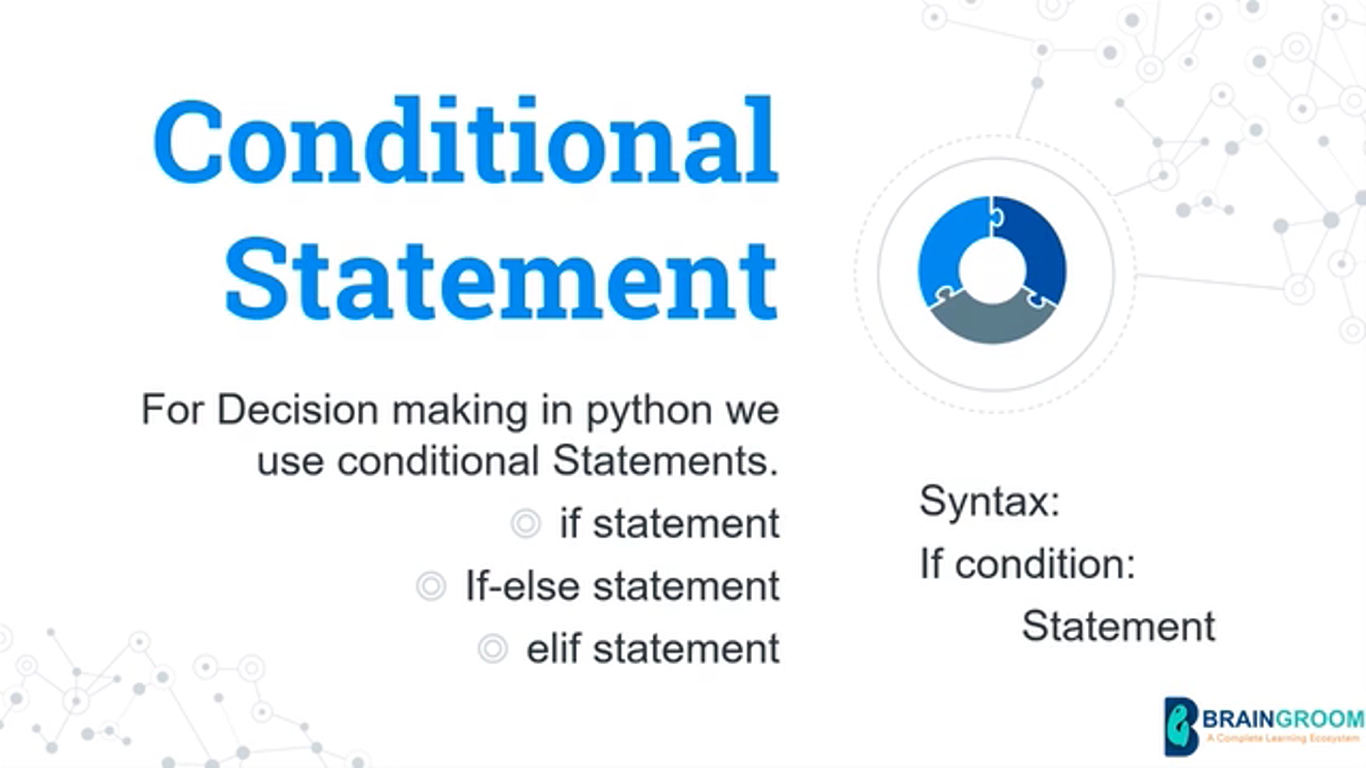 Conditional
Statement
For Decision making in python we
use conditional Statements.
if statement
If-else statement
elif statement
Syntax:
If condition:
Statement
BRAINGROOM
A Complete Learning Ecosystem